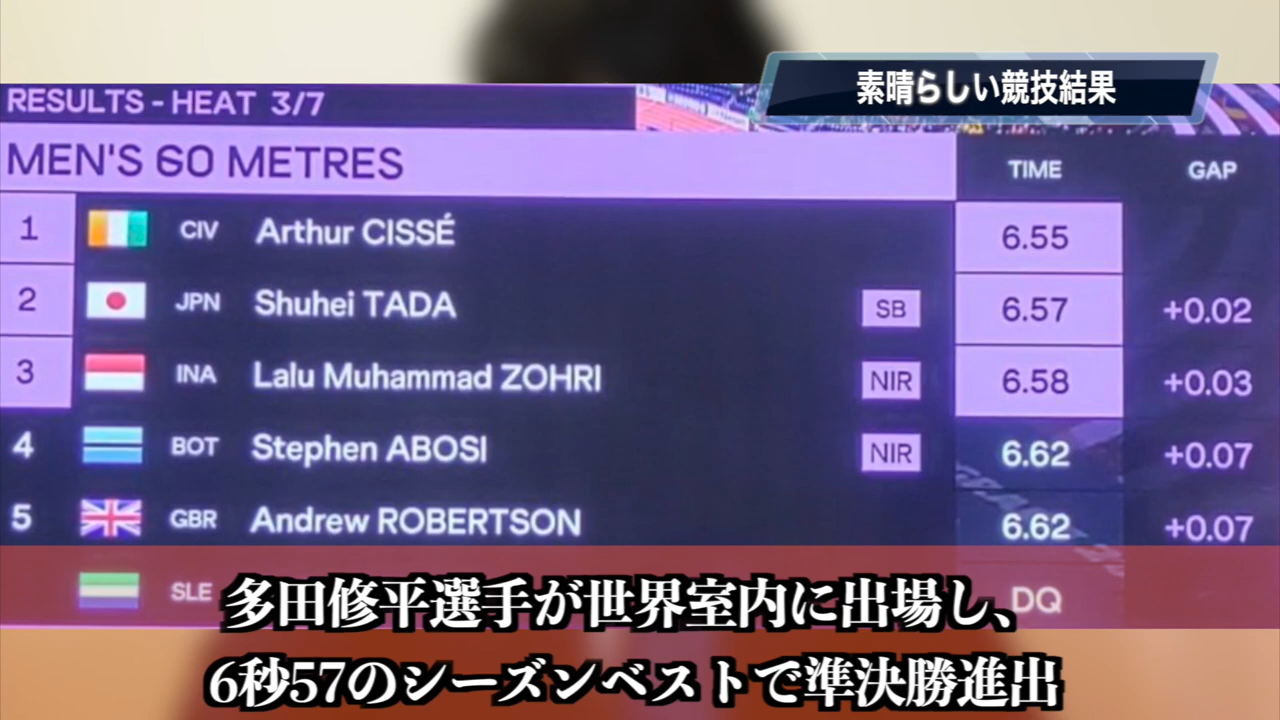 素晴らしい競技結果
RESULTS - HEAT 3/7
MEN'S 60 METRES TIME GAP
1 CIV Arthur CISSÉ 6.55
2 JPN Shuhei TADA SB 6.57 +0.02
3 INA Lalu Muhammad ZOHRI NIR 6.58 +0.03
4 BOT Stephen ABOSI NIR 6.62 +0.07
5 GBR Andrew ROBERTSON 6.62 +0.07
SLE DQ
多田修平選手が世界室内に出場し、
6秒57のシーズンベストで準決勝進出